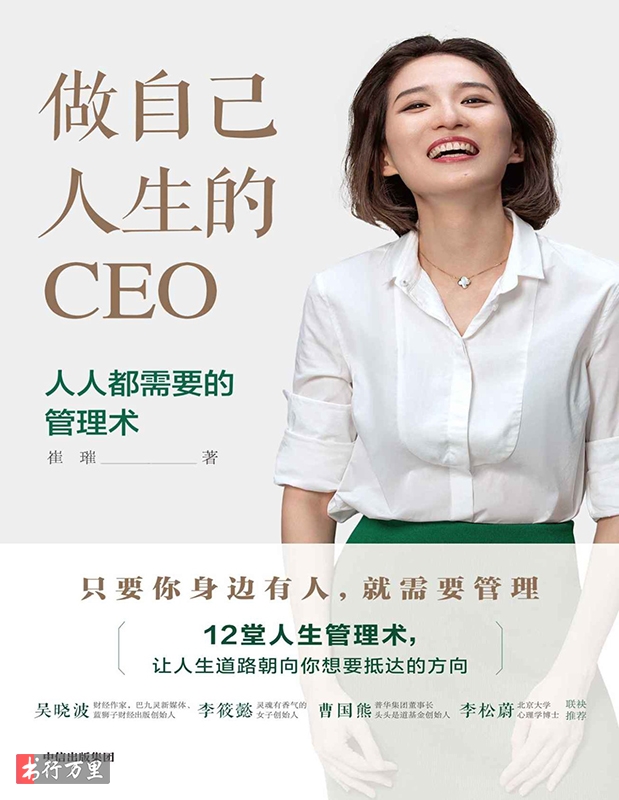 做自己
人生的
CEO
人人都需要的
管理术
崔璀 著
只要你身边有人，就需要管理
12堂人生管理术，
让人生道路朝向你想要抵达的方向
吴晓波 财经作家。巴九灵新媒体、蓝狮子财经出版创始人 李筱懿 灵魂有香气的女子创始人 曹国熊 普华集团董事长 头头是道基金创始人 李松蔚 北京大学心理学博士 联袂推荐
中信出版集团
书行万里